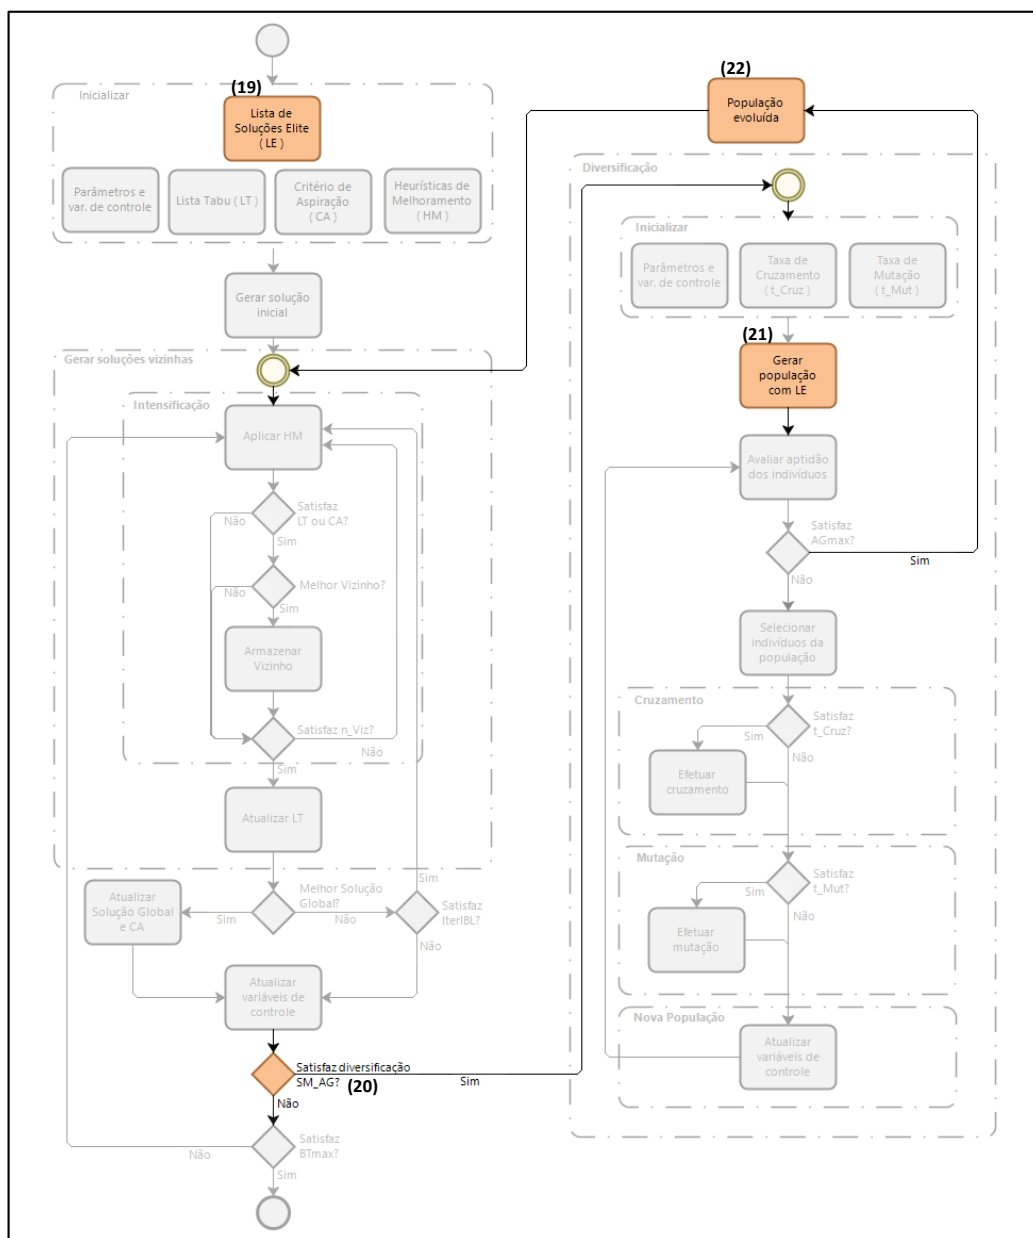 (19)
Inicializar
Lista de
Soluções Elite
( LE )
Parâmetros e
var. de controle
Lista Tabu ( LT )
Critério de
Aspiração
( CA )
Heurísticas de
Melhoramento
( HM )
Gerar solução
inicial
Gerar soluções vizinhas
Intensificação
Aplicar HM
Satisfaz
LT ou CA?
Não
Sim
Melhor Vizinho?
Não
Sim
Armazenar
Vizinho
Satisfaz n_Viz?
Não
Sim
Atualizar LT
Melhor Solução
Global?
Sim
Não
Atualizar
Solução Global
e CA
Sim
Satisfaz
IterIBL?
Não
Atualizar
variáveis de
controle
Satisfaz diversificação
SM_AG?
(20)
Sim
Não
Satisfaz
BTmax?
Não
Sim
(22)
População
evoluída
Diversificação
Inicializar
Parâmetros e
var. de controle
Taxa de
Cruzamento
( t_Cruz )
Taxa de
Mutação
( t_Mut )
(21)
Gerar
população
com LE
Avaliar aptidão
dos indivíduos
Satisfaz
AGmax?
Sim
Não
Selecionar
indivíduos da
população
Cruzamento
Satisfaz
t_Cruz?
Sim
Não
Efetuar
cruzamento
Mutação
Satisfaz
t_Mut?
Sim
Não
Efetuar
mutação
Nova População
Atualizar
variáveis de
controle